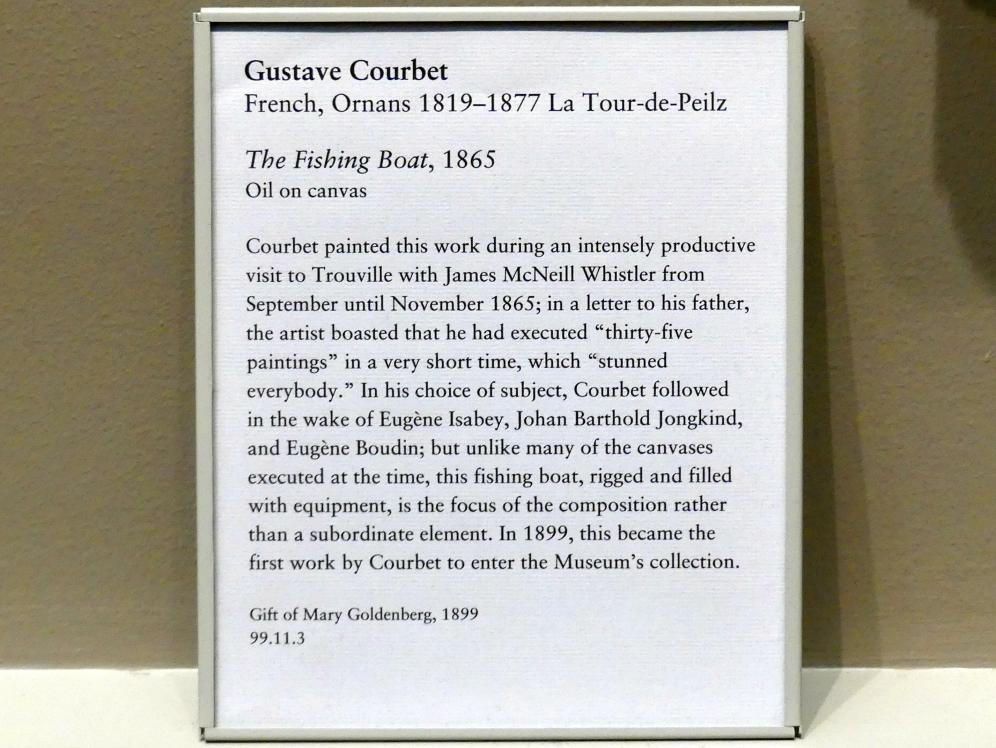 Gustave Courbet
French, Ornans 1819–1877 La Tour-de-Peilz
The Fishing Boat, 1865
Oil on canvas
Courbet painted this work during an intensely productive
visit to Trouville with James McNeill Whistler from
September until November 1865; in a letter to his father,
the artist boasted that he had executed “thirty-five
paintings” in a very short time, which “stunned
everybody.” In his choice of subject, Courbet followed
in the wake of Eugène Isabey, Johan Barthold Jongkind,
and Eugène Boudin; but unlike many of the canvases
executed at the time, this fishing boat, rigged and filled
with equipment, is the focus of the composition rather
than a subordinate element. In 1899, this became the
first work by Courbet to enter the Museum’s collection.
Gift of Mary Goldenberg, 1899
99.11.3